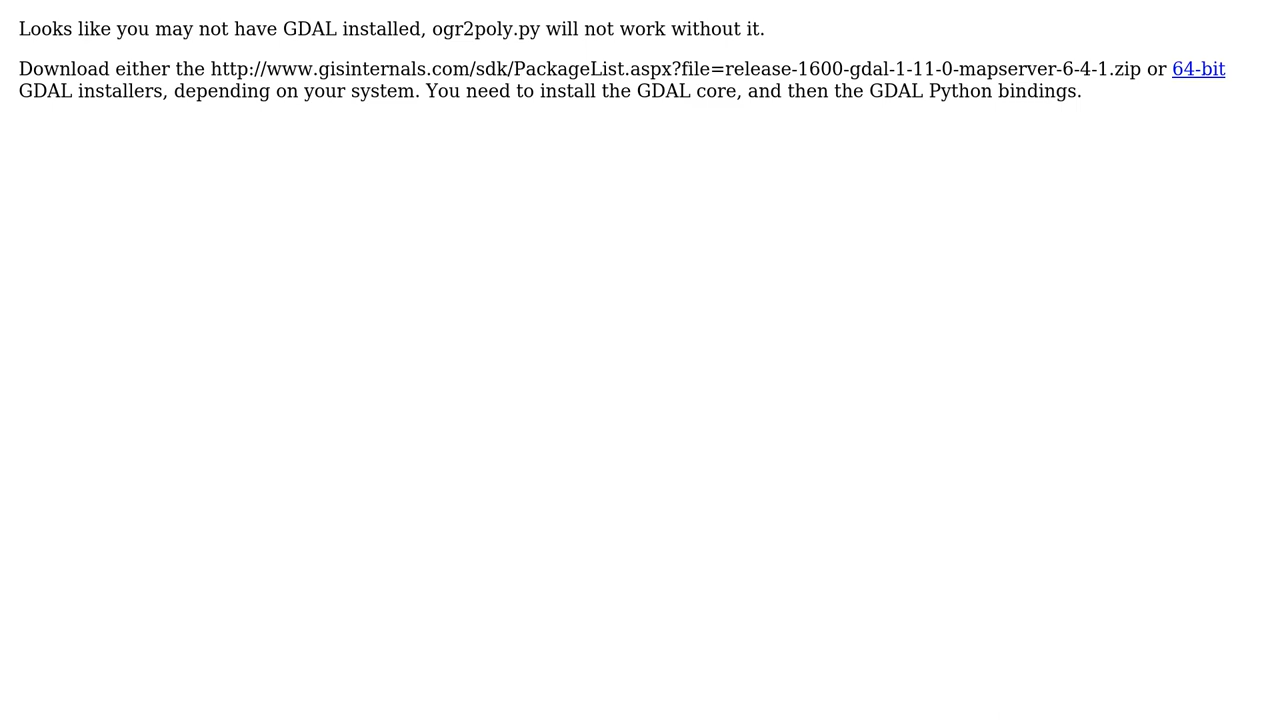 Looks like you may not have GDAL installed, ogr2poly.py will not work without it.
Download either the http://www.gisinternals.com/sdk/PackageList.aspx?file=release-1600-gdal-1-11-0-mapserver-6-4-1.zip or 64-bit
GDAL installers, depending on your system. You need to install the GDAL core, and then the GDAL Python bindings.